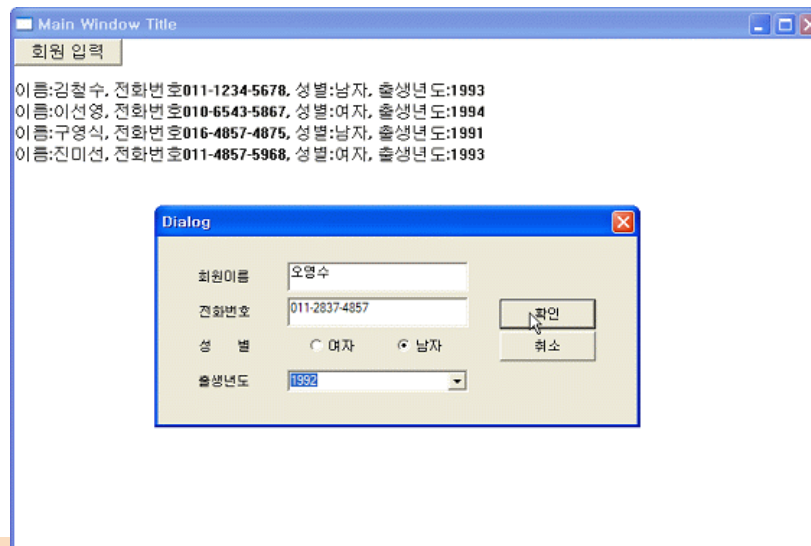 Main Window Title
회원 입력
이름:김철수, 전화번호011-1234-5678, 성별:남자, 출생년도:1993
이름:이선영, 전화번호010-6543-5867, 성별:여자, 출생년도:1994
이름:구영식, 전화번호016-4857-4875, 성별:남자, 출생년도:1991
이름:진미선, 전화번호011-4857-5968, 성별:여자, 출생년도:1993
Dialog
회원이름 오영수
전화번호 011-2837-4857
확인
성 별 여자 남자
취소
출생년도 1992